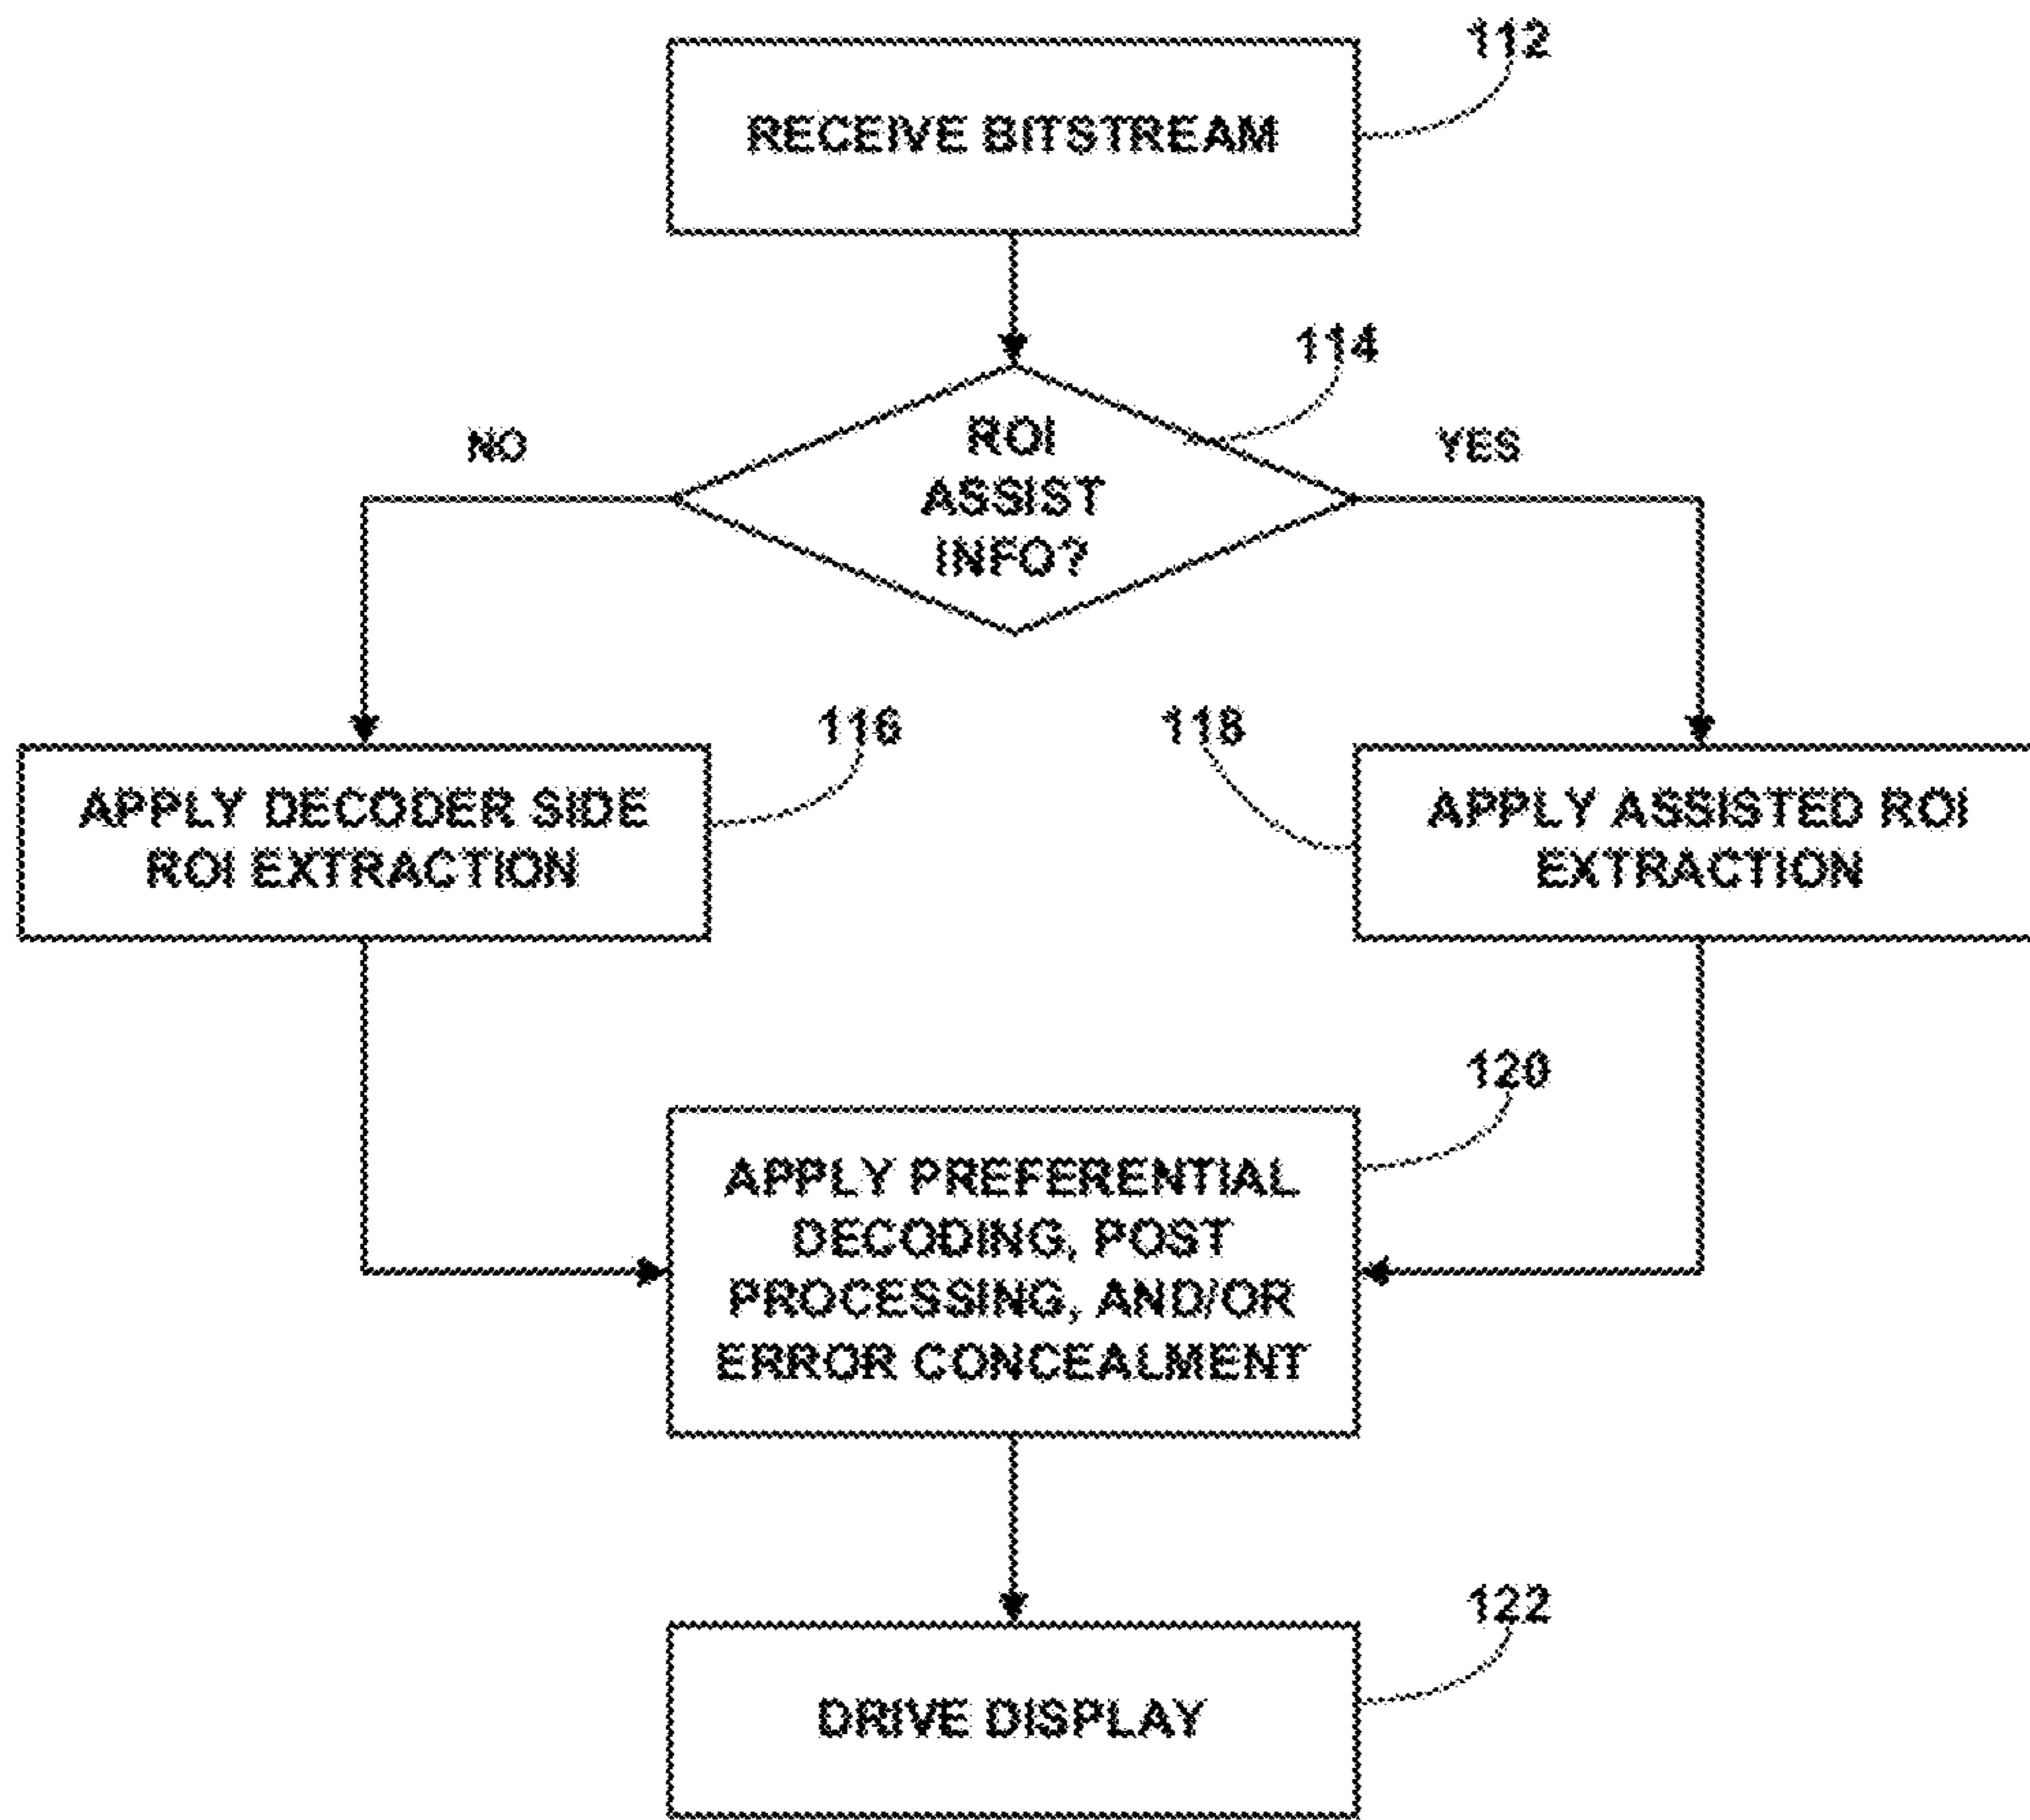 112
RECEIVE BITSTREAM
114
ROI
ASSIST
INFO?
NO
YES
116
118
APPLY DECODER SIDE
ROI EXTRACTION
APPLY ASSISTED ROI
EXTRACTION
120
APPLY PREFERENTIAL
DECODING, POST
PROCESSING, AND/OR
ERROR CONCEALMENT
122
DRIVE DISPLAY